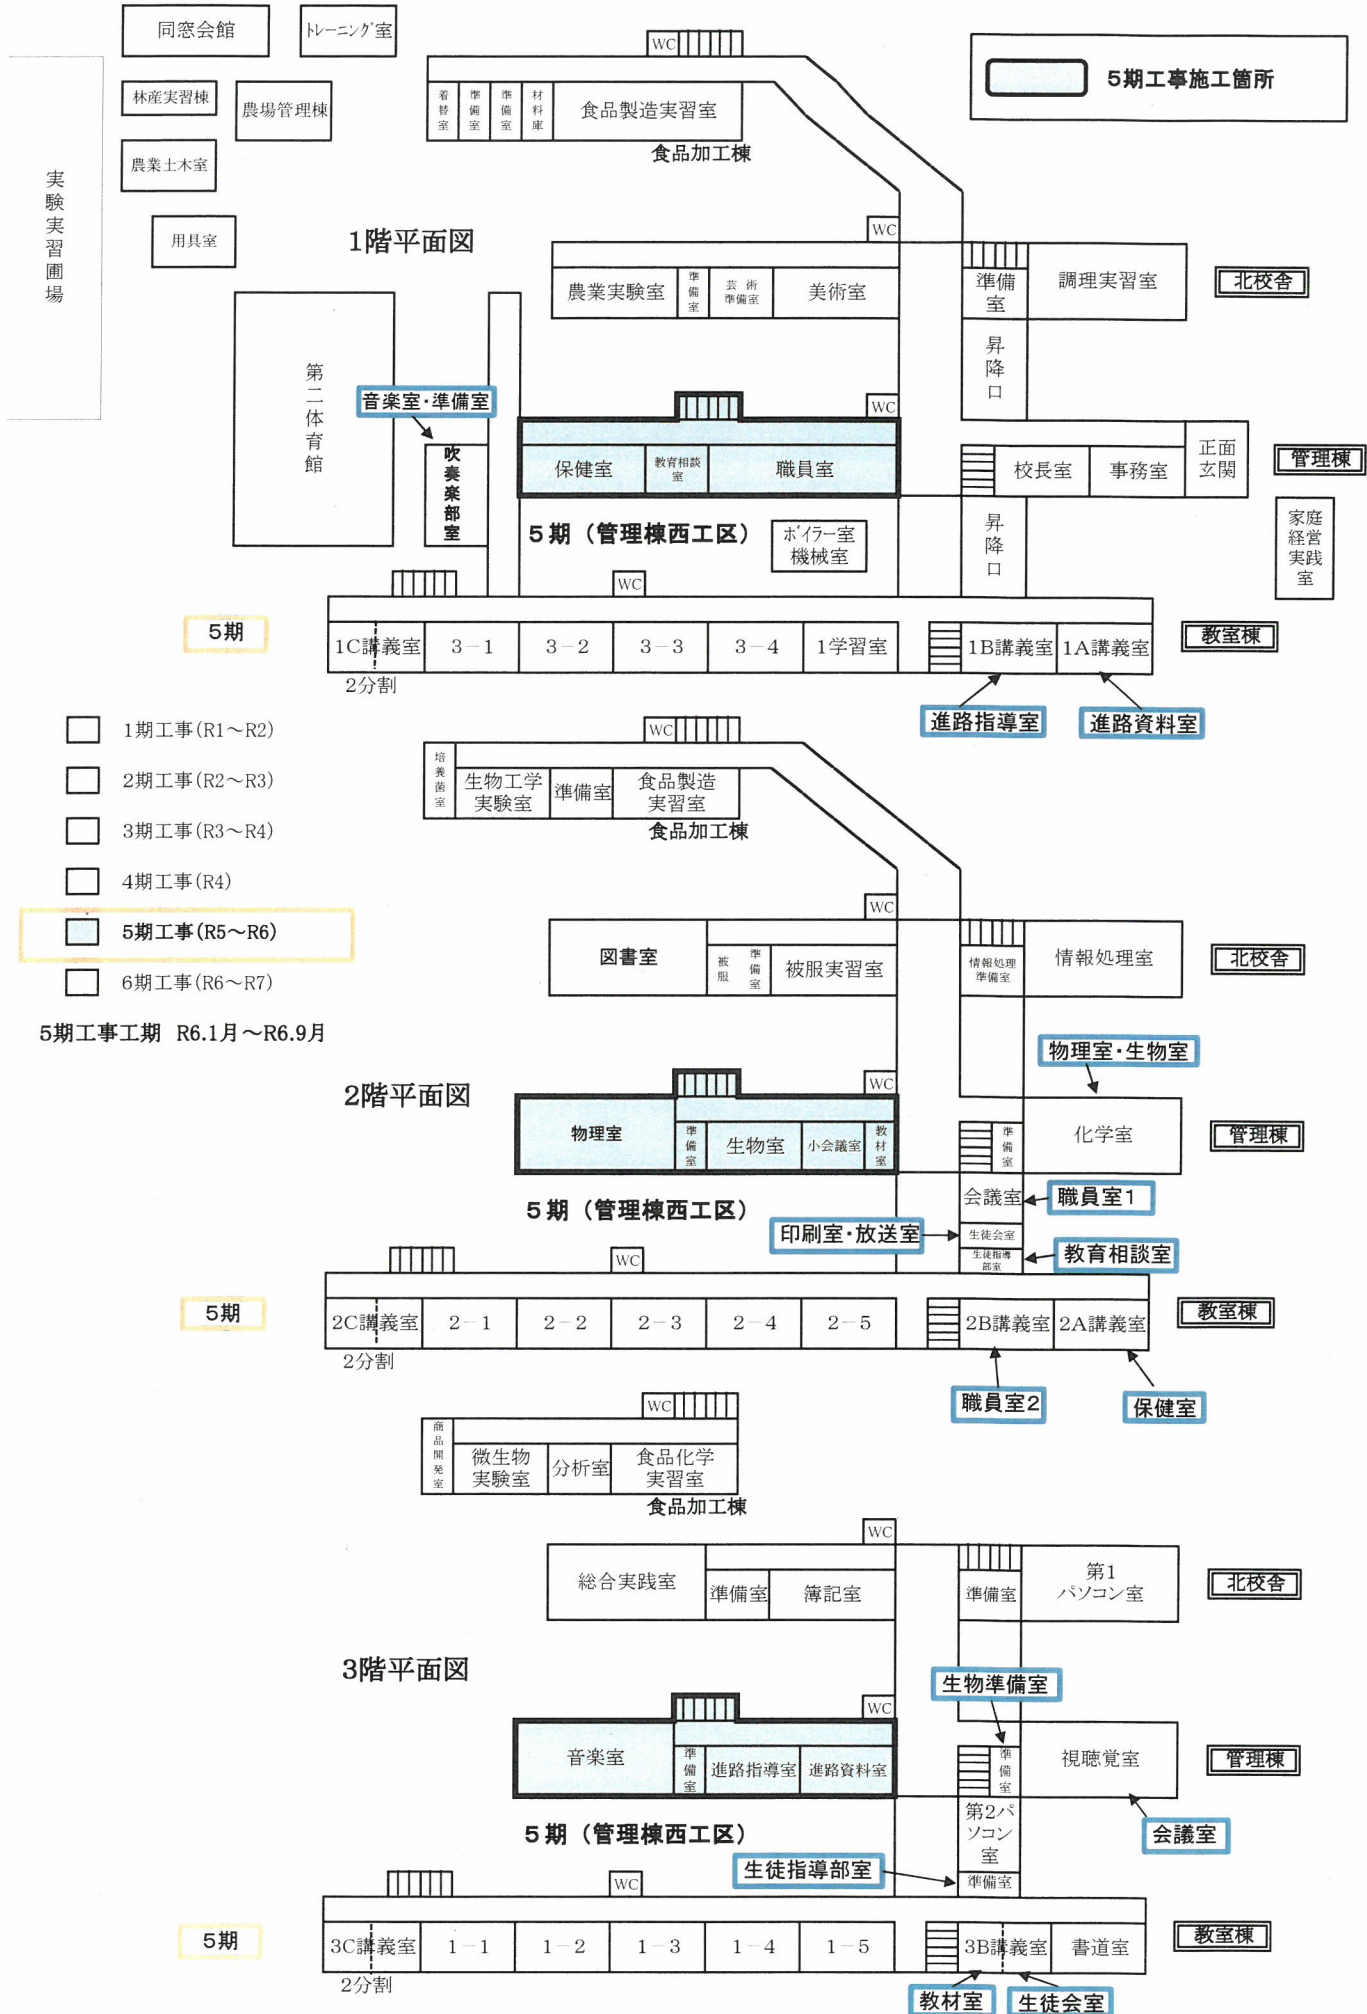 同窓会館
トレーニング室
WC
5期工事施工箇所
林産実習棟
農場管理棟
着替室
準備室
準備室
材料庫
食品製造実習室
食品加工棟
農業土木室
実験実習圃場
用具室
1階平面図
WC
農業実験室
準備室
芸術
準備室
美術室
準備室
調理実習室
北校舎
昇降口
第二体育館
音楽室・準備室
WC
吹奏楽部室
保健室
教育相談
室
職員室
校長室
事務室
正面
玄関
管理棟
5期（管理棟西工区）
ボイラー室
機械室
昇降口
家庭
経営
実践
室
WC
5期
1C講義室
3－1
3－2
3－3
3－4
1学習室
1B講義室
1A講義室
教室棟
2分割
進路指導室
進路資料室
1期工事(R1～R2)
2期工事(R2～R3)
3期工事(R3～R4)
4期工事(R4)
5期工事(R5～R6)
6期工事(R6～R7)
5期工事工期 R6.1月～R6.9月
WC
培養菌室
生物工学
実験室
準備室
食品製造
実習室
食品加工棟
WC
図書室
被服
準備室
被服実習室
情報処理
準備室
情報処理室
北校舎
物理室・生物室
2階平面図
WC
物理室
準備室
生物室
小会議室
教材室
準備室
化学室
管理棟
5期（管理棟西工区）
会議室
職員室1
印刷室・放送室
生徒会室
生徒指導
部室
教育相談室
WC
5期
2C講義室
2－1
2－2
2－3
2－4
2－5
2B講義室
2A講義室
教室棟
2分割
職員室2
保健室
WC
商品開発室
微生物
実験室
分析室
食品化学
実習室
食品加工棟
WC
総合実践室
準備室
簿記室
準備室
第1
パソコン室
北校舎
3階平面図
生物準備室
WC
音楽室
準備室
進路指導室
進路資料室
準備室
視聴覚室
管理棟
5期（管理棟西工区）
第2パ
ソコン
室
会議室
生徒指導部室
準備室
WC
5期
3C講義室
1－1
1－2
1－3
1－4
1－5
3B講義室
書道室
教室棟
2分割
教材室
生徒会室